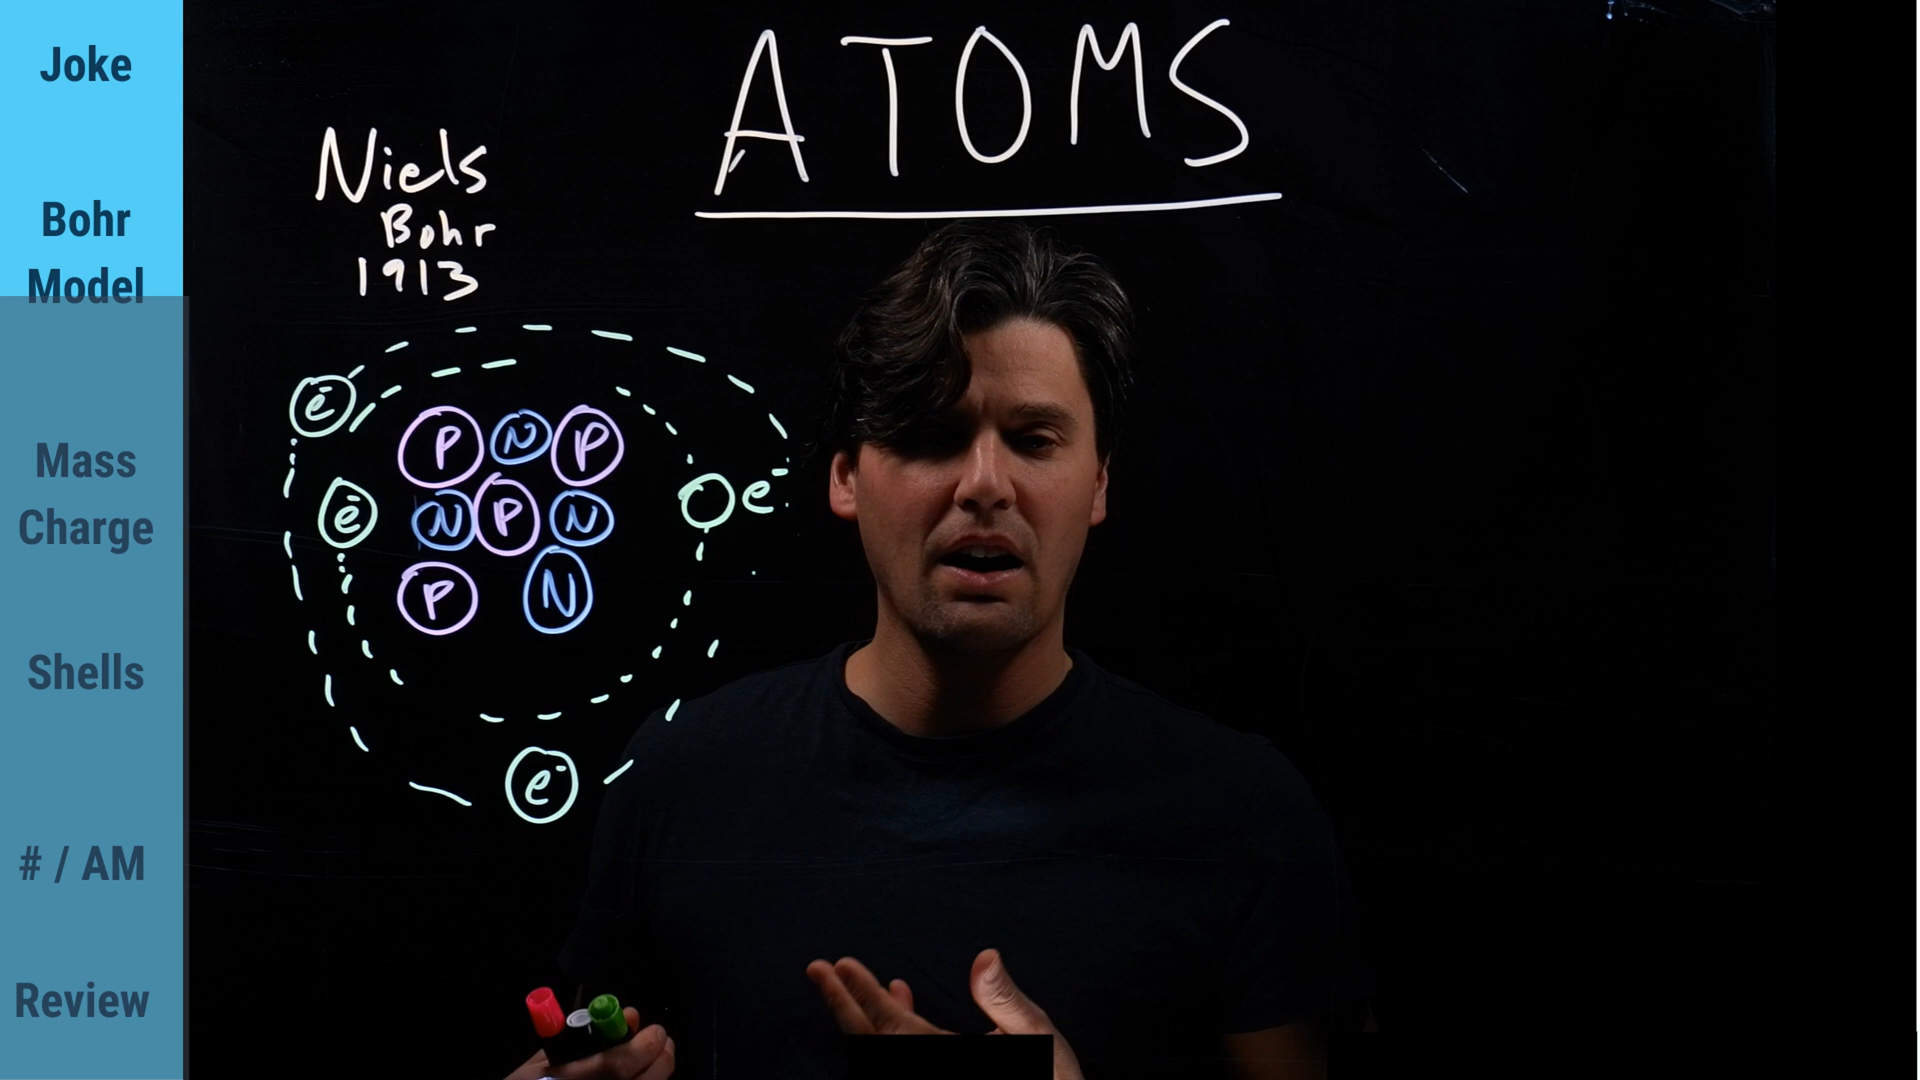 Joke
Bohr
Model
Mass
Charge
Shells
# / AM
Review
ATOMS
Niels
Bohr
1913
e-
P N P
e- N P N e-
P N
e-